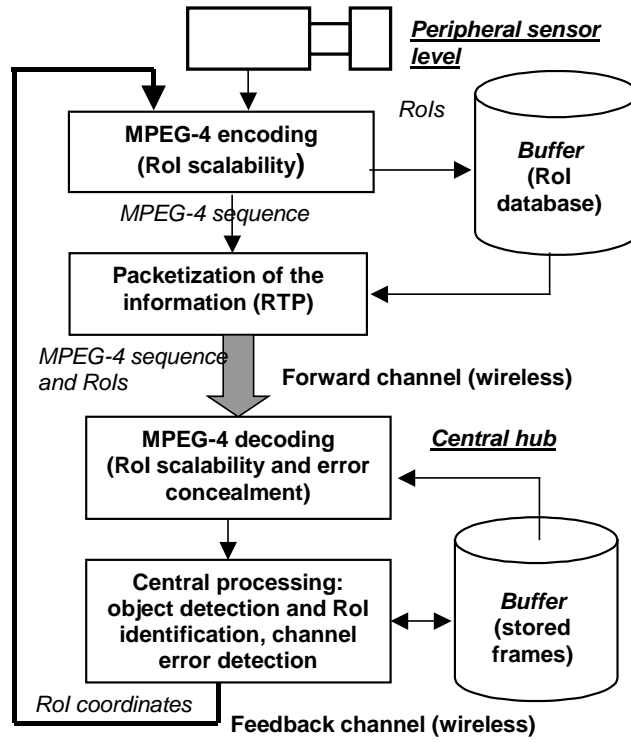 Peripheral sensor
level
RoIs
MPEG-4 encoding
(RoI scalability)
Buffer
(RoI
database)
MPEG-4 sequence
Packetization of the
information (RTP)
MPEG-4 sequence
and RoIs
Forward channel (wireless)
MPEG-4 decoding
(RoI scalability and error
concealment)
Central hub
Central processing:
object detection and RoI
identification, channel
error detection
Buffer
(stored
frames)
RoI coordinates
Feedback channel (wireless)